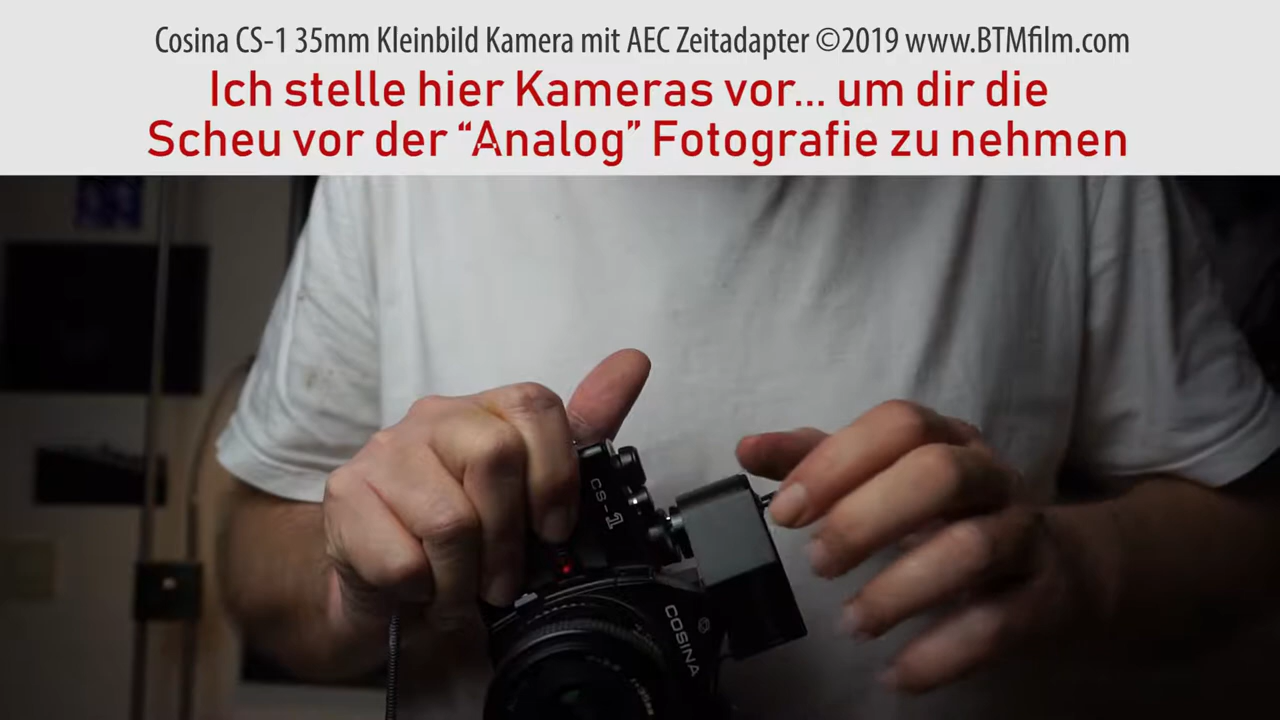 Cosina CS-1 35mm Kleinbild Kamera mit AEC Zeitadapter ©2019 www.BTMfilm.com
Ich stelle hier Kameras vor... um dir die
Scheu vor der “Analog” Fotografie zu nehmen
CS-1
COSINA